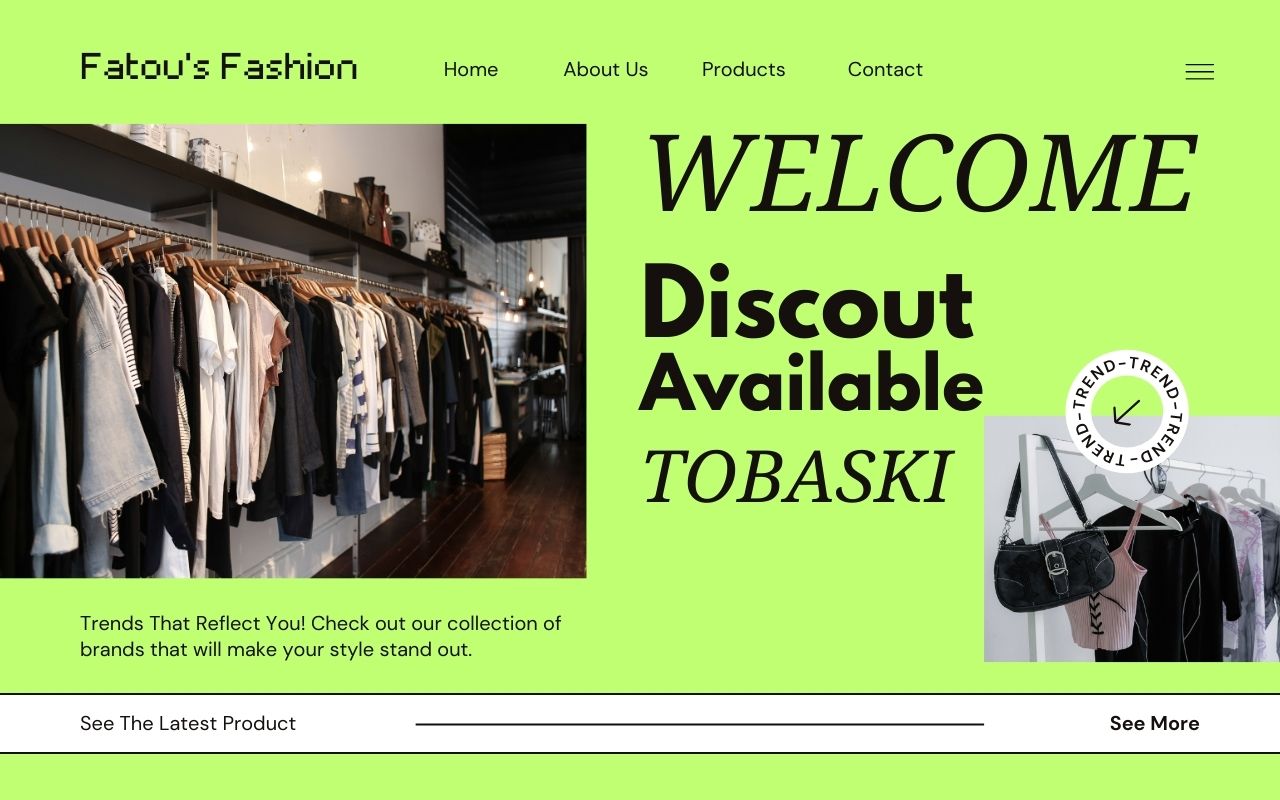 Fatou's Fashion
Home
About Us
Products
Contact
WELCOME
Discout
Available
TOBASKI
TREND-TREND-TREND-TREND-
Trends That Reflect You! Check out our collection of
brands that will make your style stand out.
See The Latest Product
See More